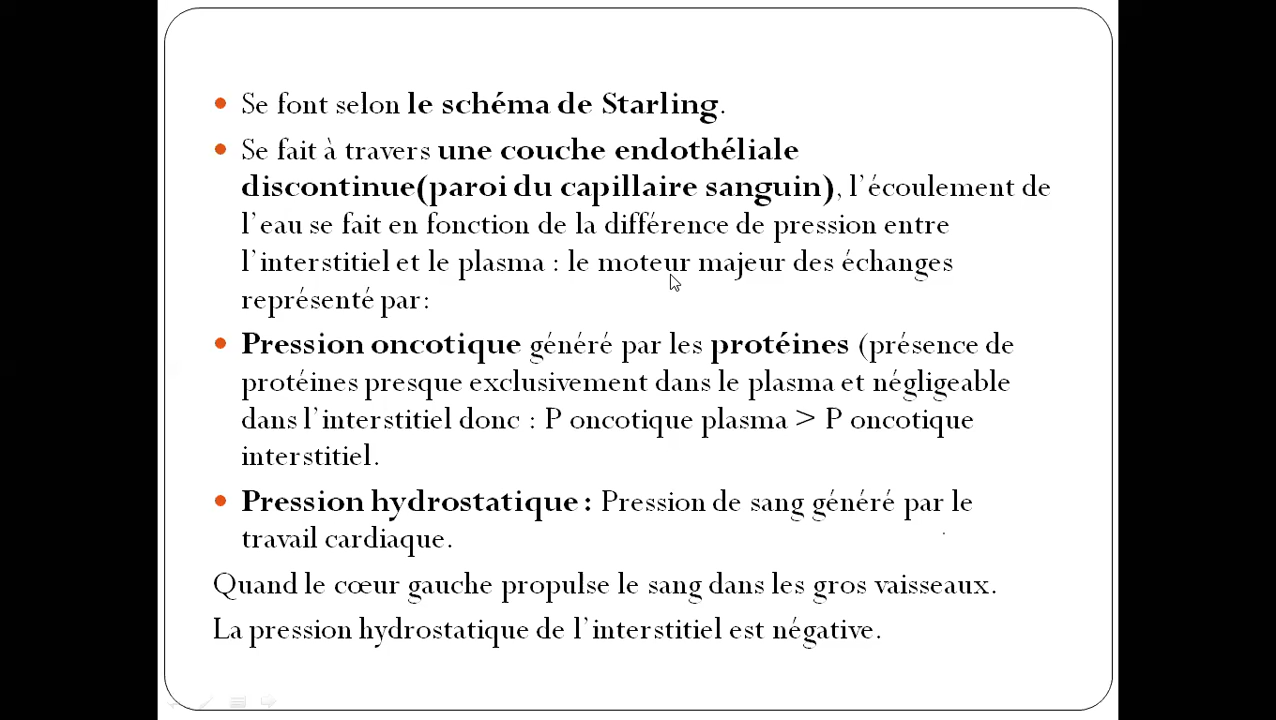 • Se font selon le schéma de Starling.
• Se fait à travers une couche endothéliale
discontinue(paroi du capillaire sanguin), l'écoulement de
l'eau se fait en fonction de la différence de pression entre
l'interstitiel et le plasma : le moteur majeur des échanges
représenté par:
• Pression oncotique généré par les protéines (présence de
protéines presque exclusivement dans le plasma et négligeable
dans l'interstitiel donc : P oncotique plasma > P oncotique
interstitiel.
• Pression hydrostatique : Pression de sang généré par le
travail cardiaque.
Quand le cœur gauche propulse le sang dans les gros vaisseaux.
La pression hydrostatique de l'interstitiel est négative.